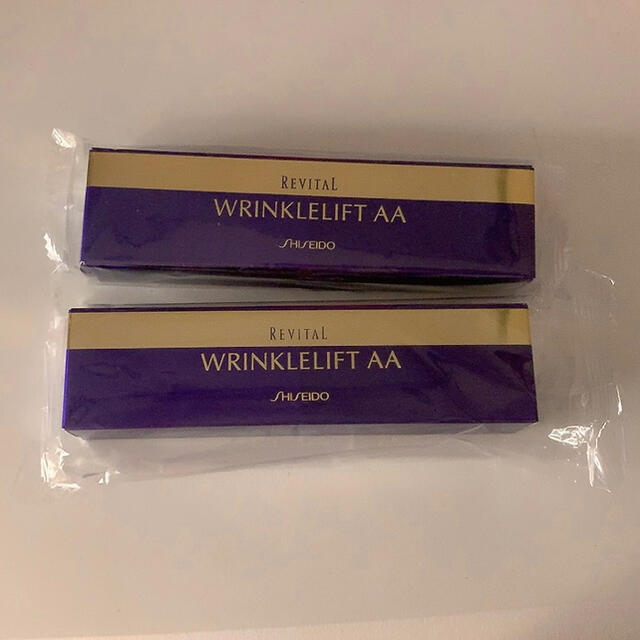 REVITAL
WRINKLELIFT AA
SHISEIDO
REVITAL
WRINKLELIFT AA
SHISEIDO